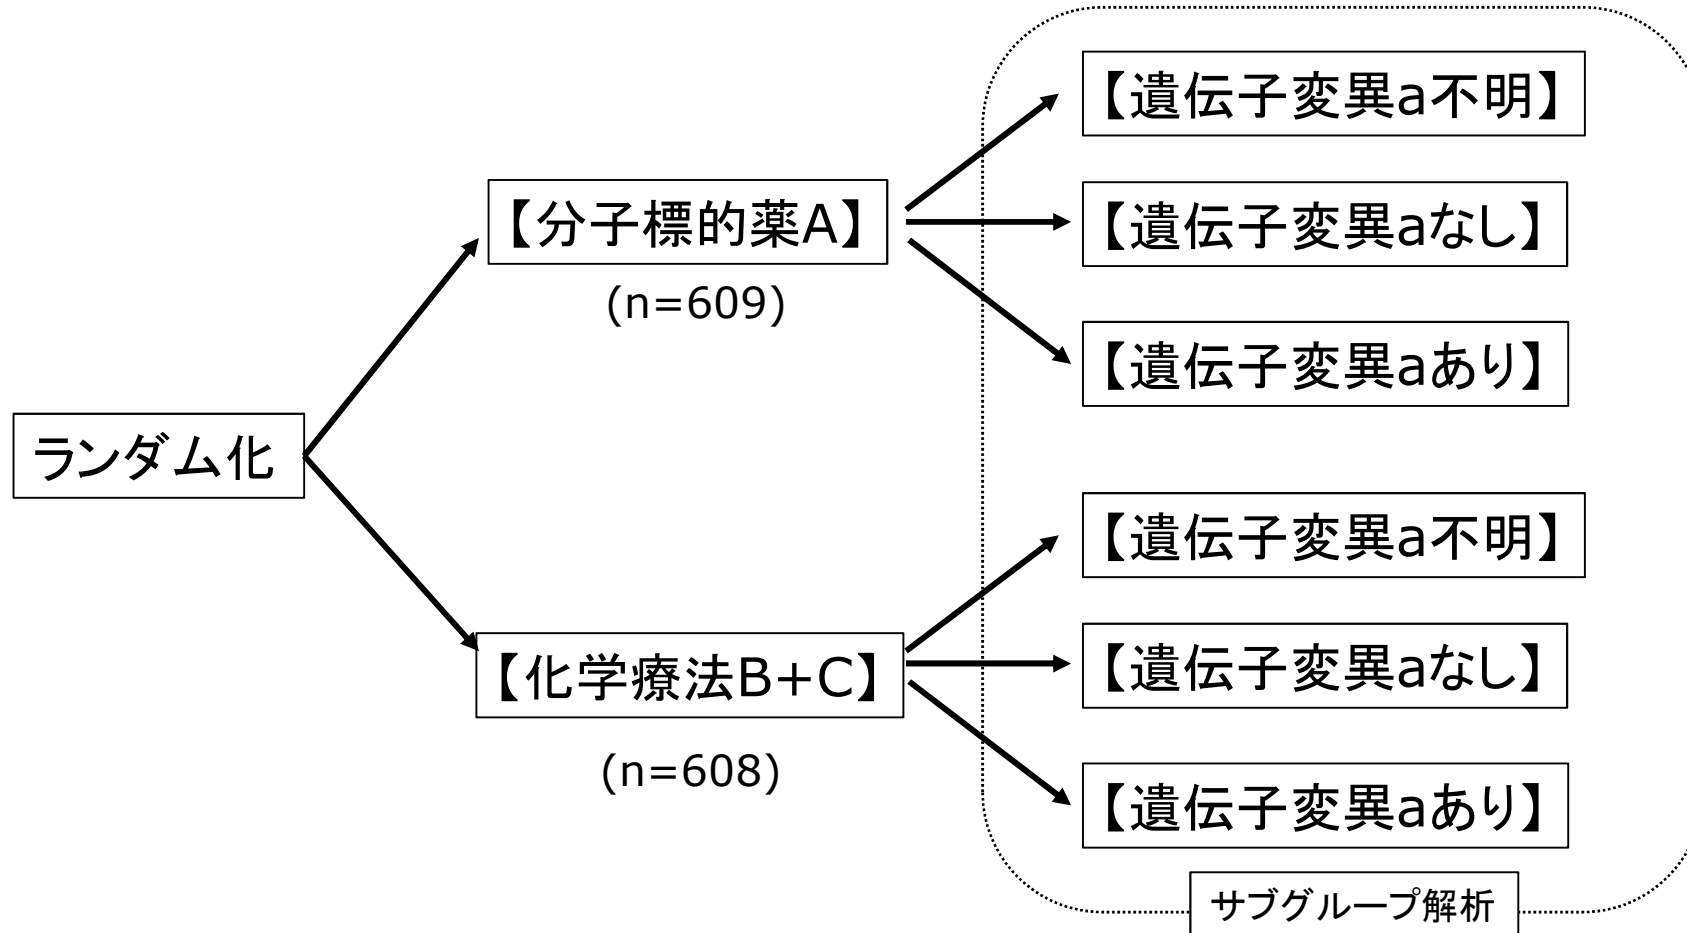 ランダム化
【分子標的薬A】
(n=609)
【遺伝子変異a不明】
【遺伝子変異aなし】
【遺伝子変異aあり】
【化学療法B+C】
(n=608)
【遺伝子変異a不明】
【遺伝子変異aなし】
【遺伝子変異aあり】
サブグループ解析